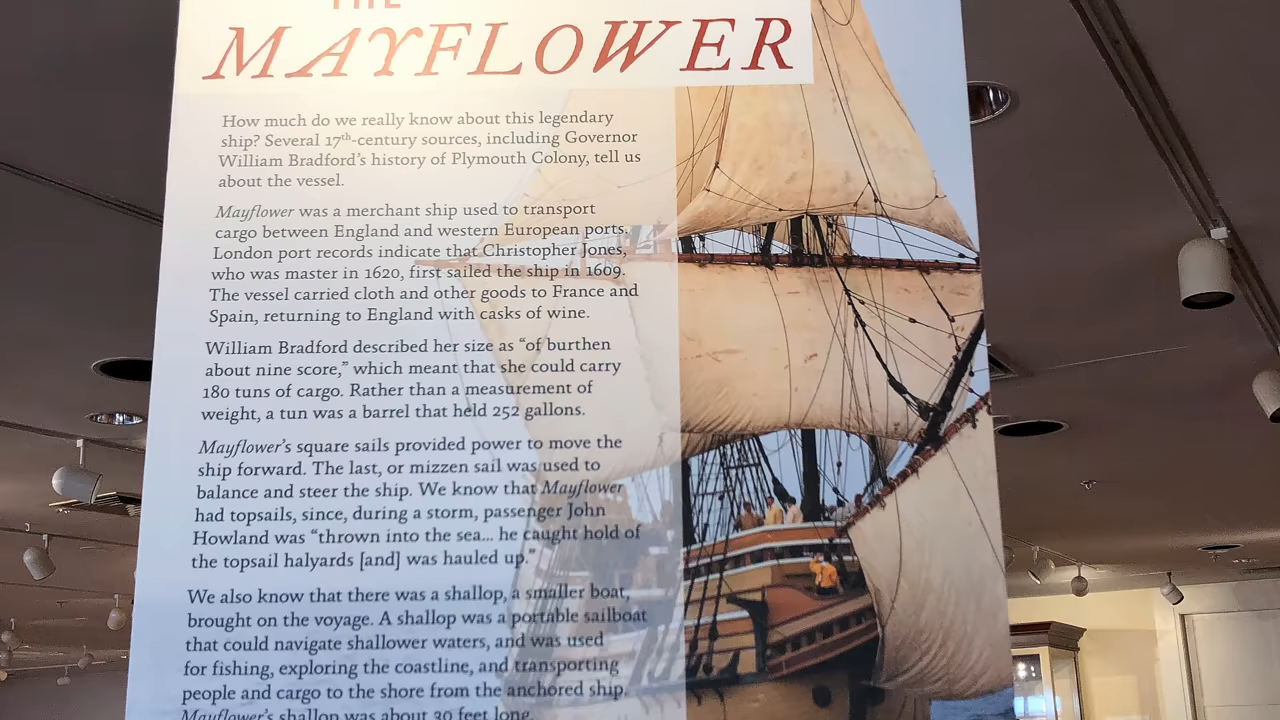 THE
MAYFLOWER
How much do we really know about this legendary
ship? Several 17th-century sources, including Governor
William Bradford's history of Plymouth Colony, tell us
about the vessel.
Mayflower was a merchant ship used to transport
cargo between England and western European ports.
London port records indicate that Christopher Jones,
who was master in 1620, first sailed the ship in 1609.
The vessel carried cloth and other goods to France and
Spain, returning to England with casks of wine.
William Bradford described her size as "of burthen
about nine score," which meant that she could carry
180 tuns of cargo. Rather than a measurement of
weight, a tun was a barrel that held 252 gallons.
Mayflower's square sails provided power to move the
ship forward. The last, or mizzen sail was used to
balance and steer the ship. We know that Mayflower
had topsails, since, during a storm, passenger John
Howland was "thrown into the sea... he caught hold of
the topsail halyards [and] was hauled up."
We also know that there was a shallop, a smaller boat,
brought on the voyage. A shallop was a portable sailboat
that could navigate shallower waters, and was used
for fishing, exploring the coastline, and transporting
people and cargo to the shore from the anchored ship.
Mayflower's shallop was about 30 feet long.